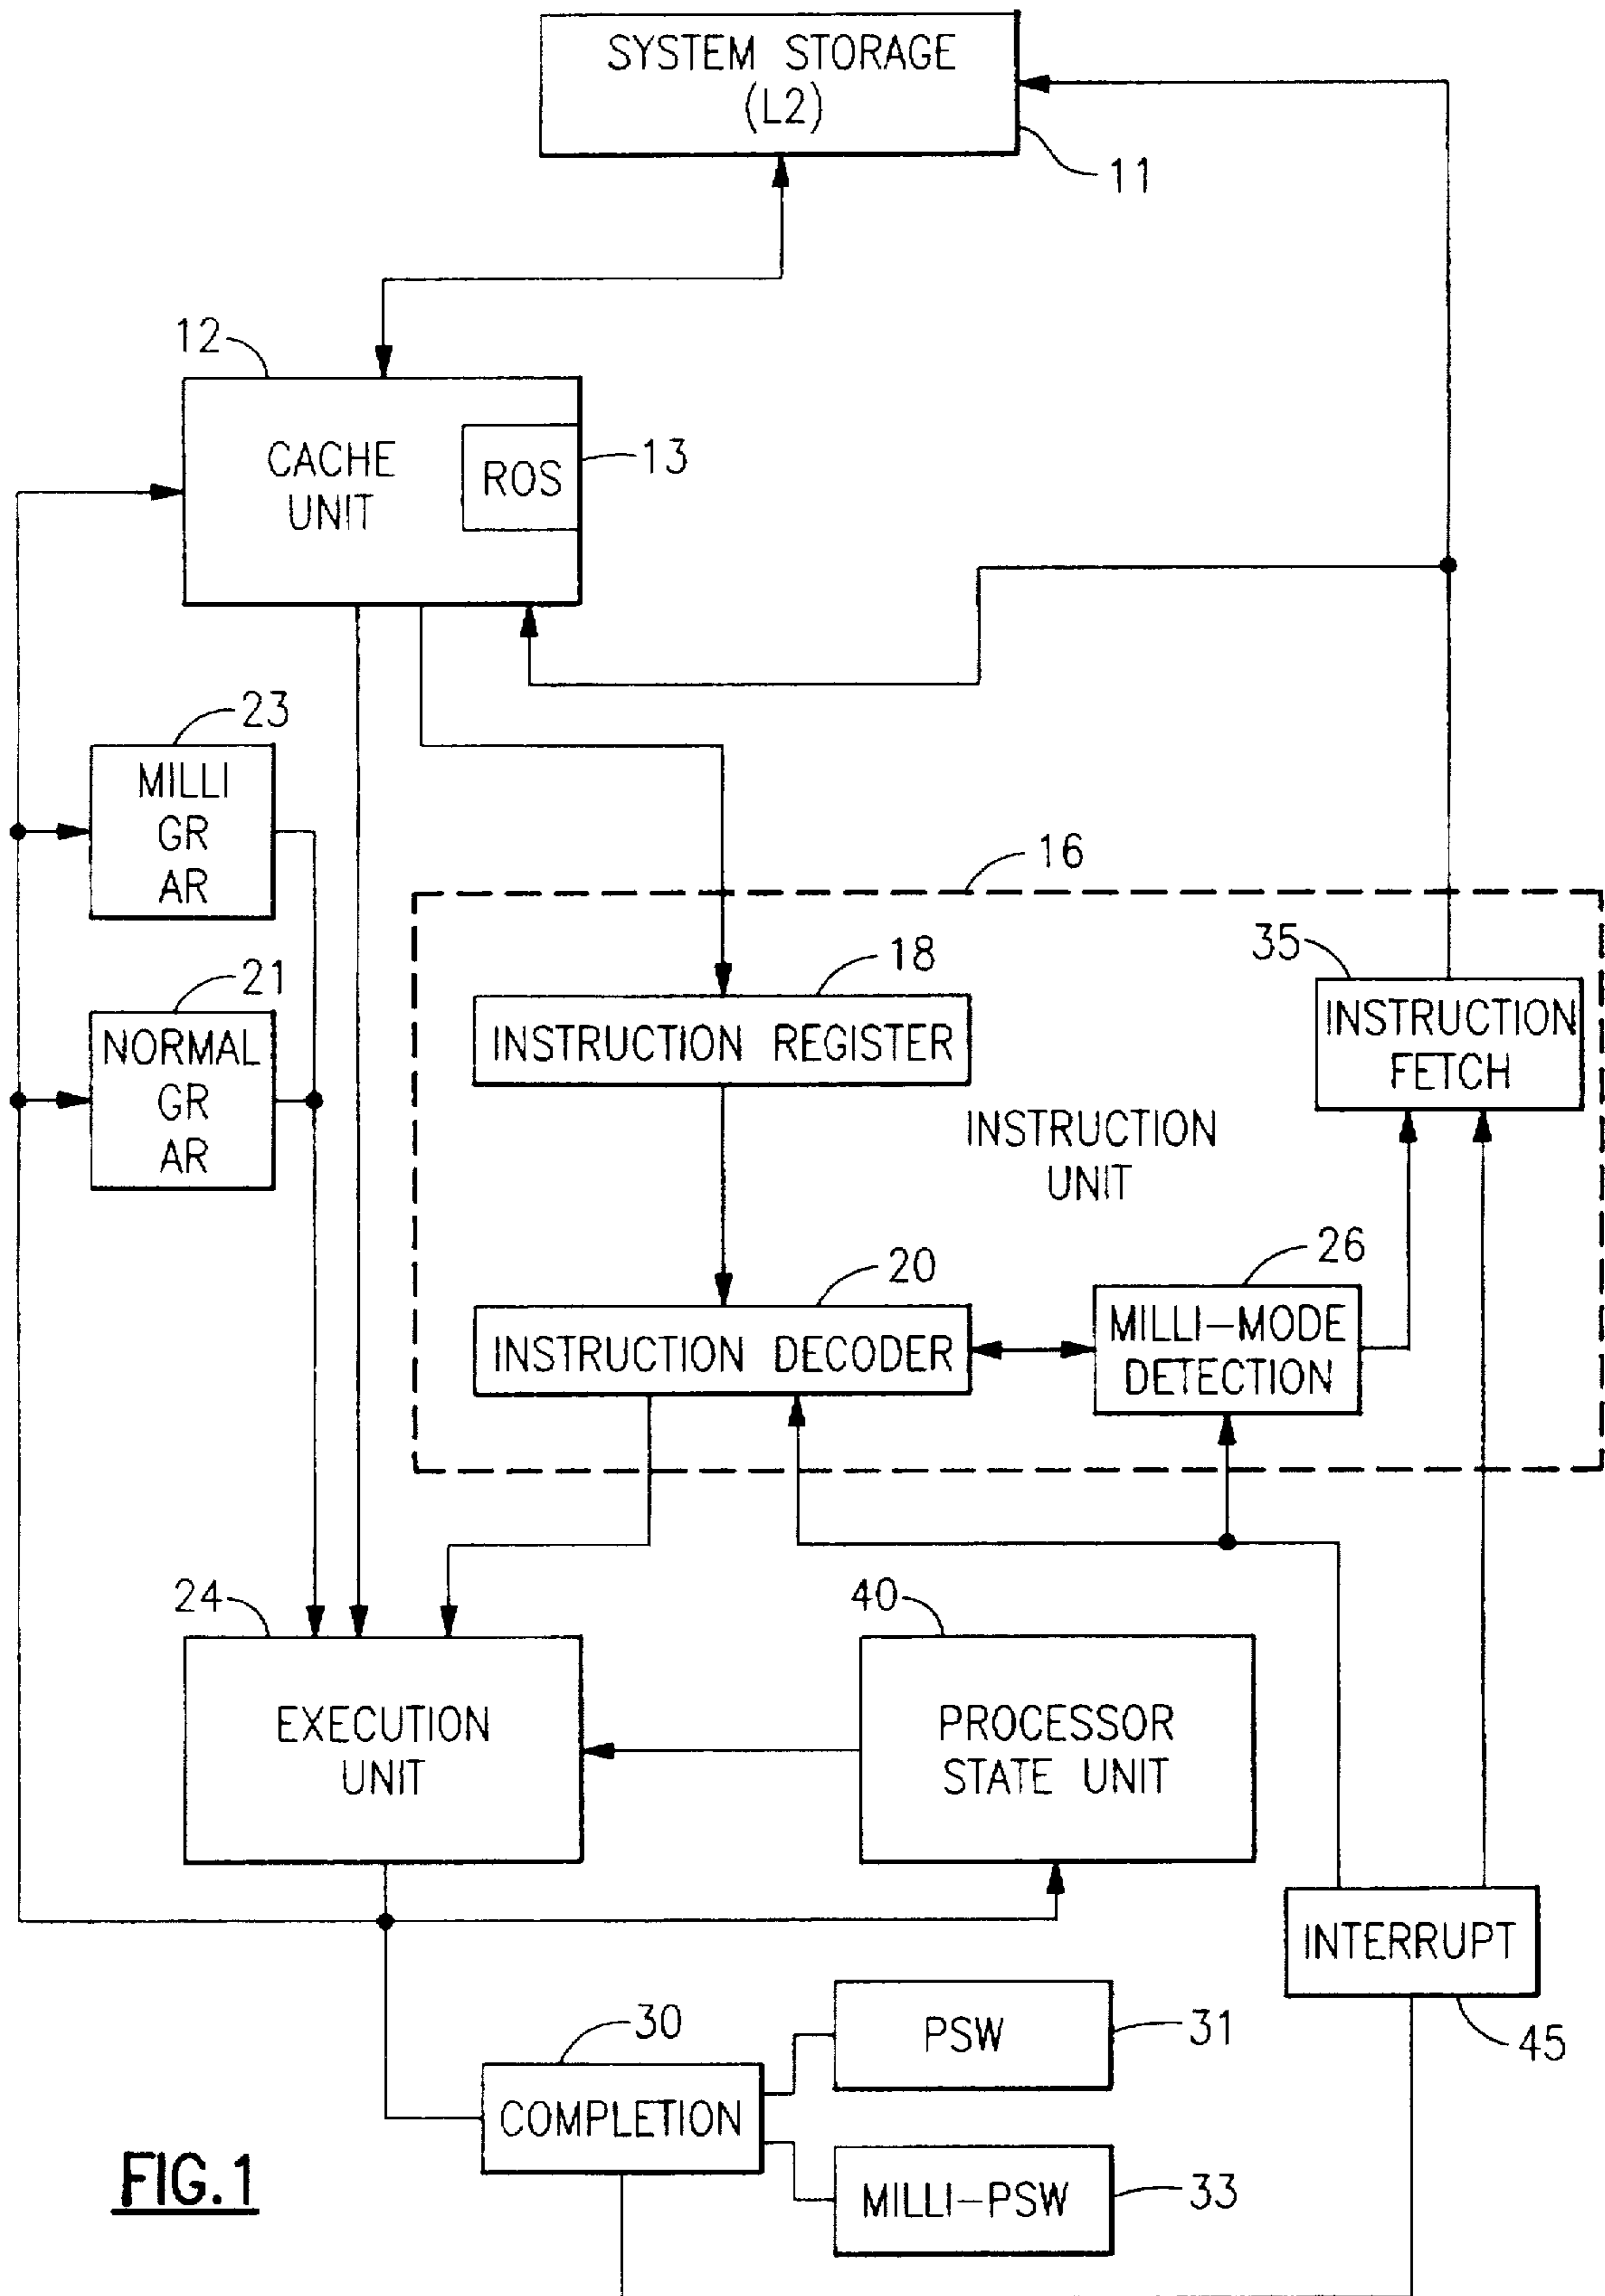 SYSTEM STORAGE
(L2)
11
12
CACHE
UNIT
ROS
13
23
MILLI
GR
AR
16
21
NORMAL
GR
AR
18
INSTRUCTION REGISTER
35
INSTRUCTION
FETCH
INSTRUCTION
UNIT
20
INSTRUCTION DECODER
26
MILLI-MODE
DETECTION
24
EXECUTION
UNIT
40
PROCESSOR
STATE UNIT
INTERRUPT
45
30
COMPLETION
PSW
31
MILLI-PSW
33
FIG.1